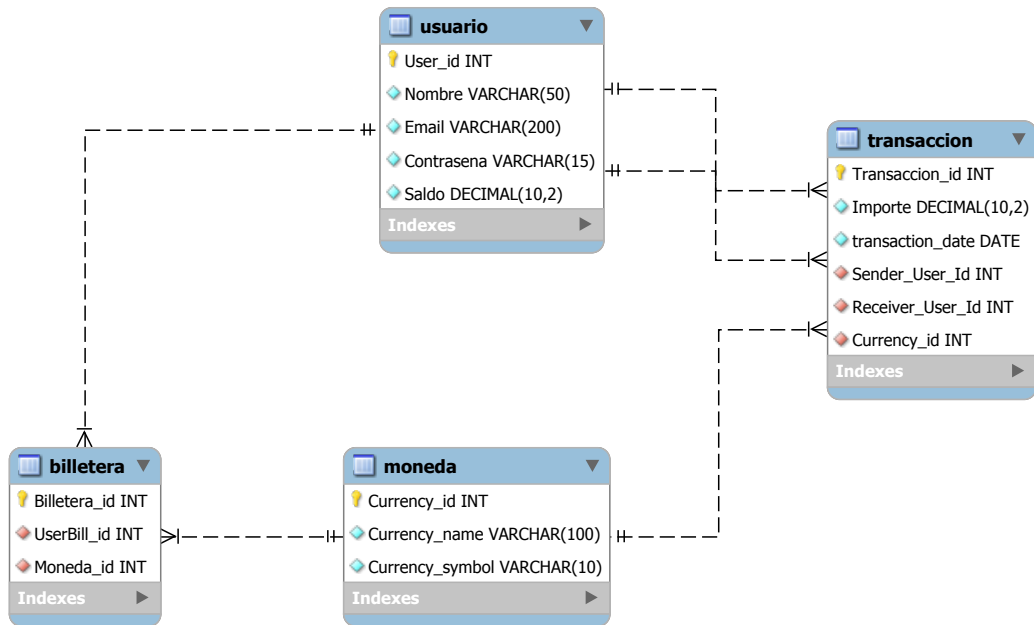 usuario
User_id INT
Nombre VARCHAR(50)
Email VARCHAR(200)
Contrasena VARCHAR(15)
Saldo DECIMAL(10,2)
Indexes
transaccion
Transaccion_id INT
Importe DECIMAL(10,2)
transaction_date DATE
Sender_User_Id INT
Receiver_User_Id INT
Currency_id INT
Indexes
billetera
Billetera_id INT
UserBill_id INT
Moneda_id INT
Indexes
moneda
Currency_id INT
Currency_name VARCHAR(100)
Currency_symbol VARCHAR(10)
Indexes